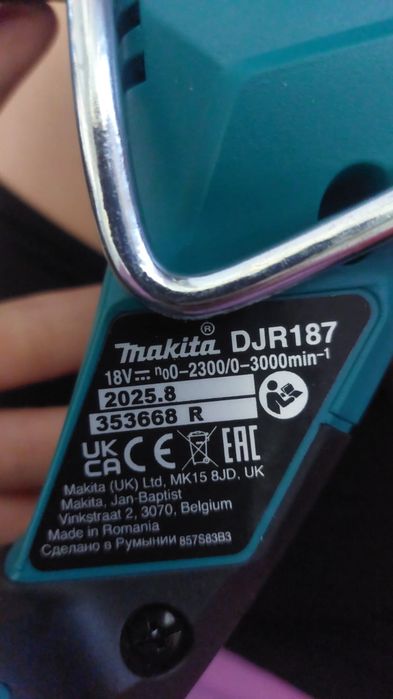 makita® DJR187
18V⎓ n₀0-2300/0-3000min⁻¹
2025.8
353668 R
UK CA CE EAC
Makita (UK) Ltd, MK15 8JD, UK
Makita, Jan-Baptist
Vinkstraat 2, 3070, Belgium
Made in Romania
Сделано в Румынии 857S83B3